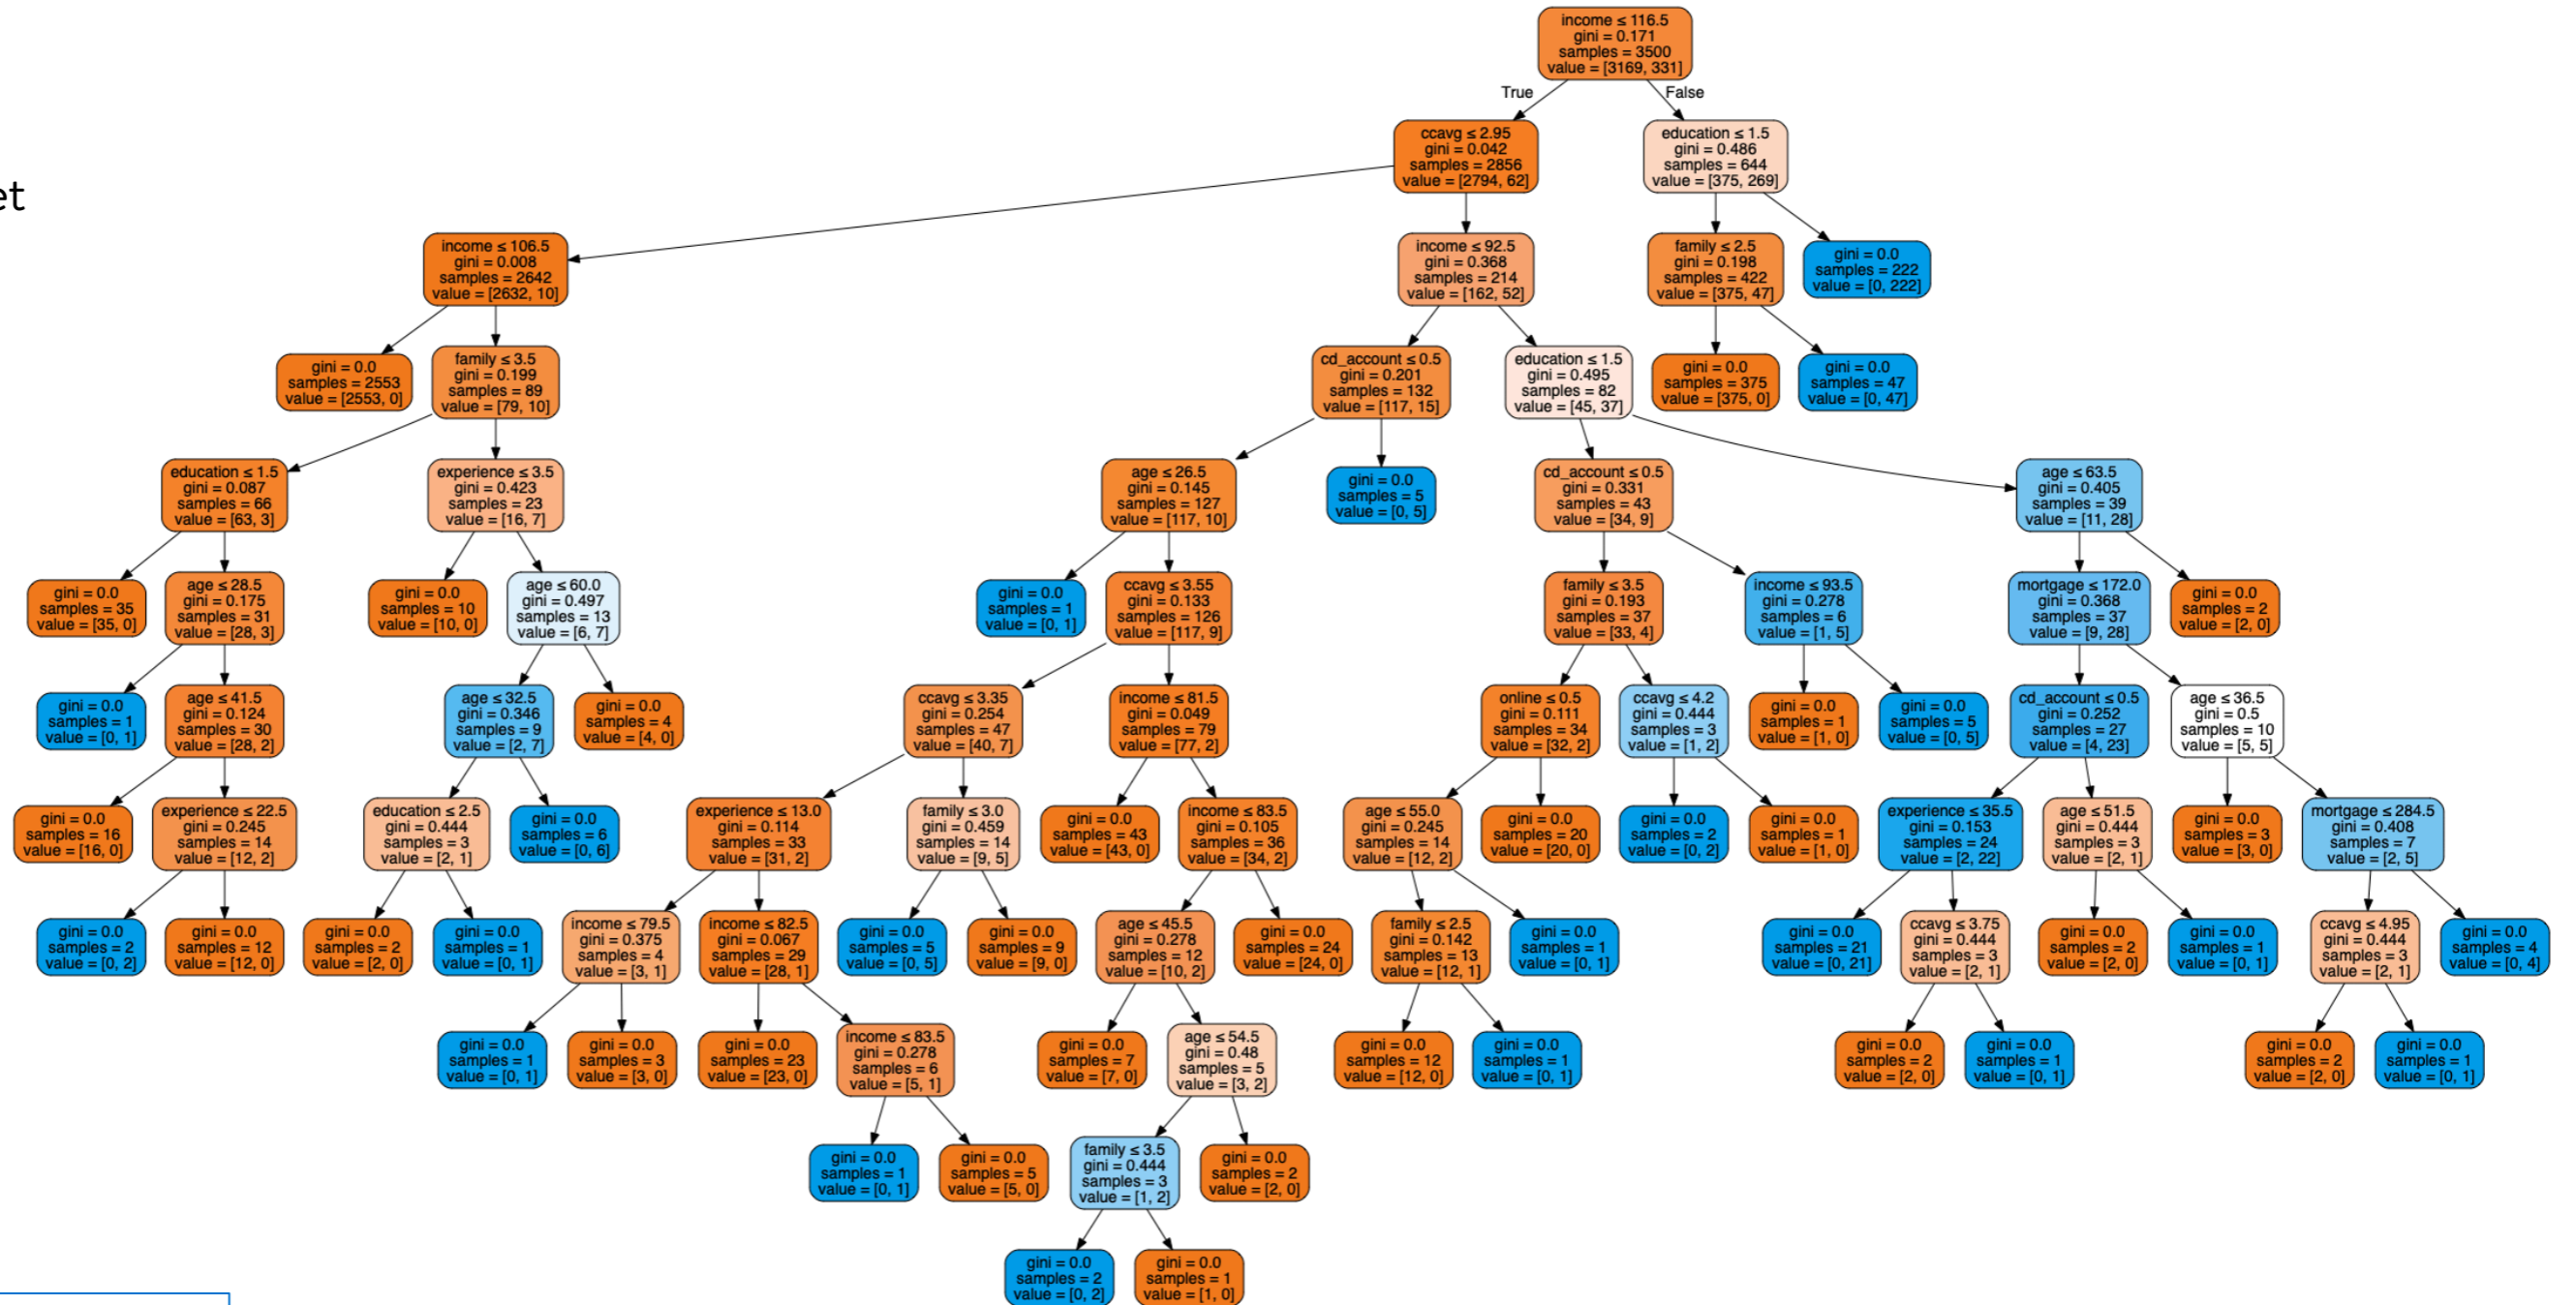 income ≤ 116.5
gini = 0.171
samples = 3500
value = [3169, 331]
True
False
ccavg ≤ 2.95
gini = 0.042
samples = 2856
value = [2794, 62]
education ≤ 1.5
gini = 0.486
samples = 644
value = [375, 269]
et
income ≤ 106.5
gini = 0.008
samples = 2642
value = [2632, 10]
income ≤ 92.5
gini = 0.368
samples = 214
value = [162, 52]
family ≤ 2.5
gini = 0.198
samples = 422
value = [375, 47]
gini = 0.0
samples = 222
value = [0, 222]
gini = 0.0
samples = 2553
value = [2553, 0]
family ≤ 3.5
gini = 0.199
samples = 89
value = [79, 10]
cd_account ≤ 0.5
gini = 0.201
samples = 132
value = [117, 15]
education ≤ 1.5
gini = 0.495
samples = 82
value = [45, 37]
gini = 0.0
samples = 375
value = [375, 0]
gini = 0.0
samples = 47
value = [0, 47]
education ≤ 1.5
gini = 0.087
samples = 66
value = [63, 3]
experience ≤ 3.5
gini = 0.423
samples = 23
value = [16, 7]
age ≤ 26.5
gini = 0.145
samples = 127
value = [117, 10]
gini = 0.0
samples = 5
value = [0, 5]
cd_account ≤ 0.5
gini = 0.331
samples = 43
value = [34, 9]
age ≤ 63.5
gini = 0.405
samples = 39
value = [11, 28]
gini = 0.0
samples = 35
value = [35, 0]
age ≤ 28.5
gini = 0.175
samples = 31
value = [28, 3]
gini = 0.0
samples = 10
value = [10, 0]
age ≤ 60.0
gini = 0.497
samples = 13
value = [6, 7]
gini = 0.0
samples = 1
value = [0, 1]
ccavg ≤ 3.55
gini = 0.133
samples = 126
value = [117, 9]
family ≤ 3.5
gini = 0.193
samples = 37
value = [33, 4]
income ≤ 93.5
gini = 0.278
samples = 6
value = [1, 5]
mortgage ≤ 172.0
gini = 0.368
samples = 37
value = [9, 28]
gini = 0.0
samples = 2
value = [2, 0]
gini = 0.0
samples = 1
value = [0, 1]
age ≤ 41.5
gini = 0.124
samples = 30
value = [28, 2]
age ≤ 32.5
gini = 0.346
samples = 9
value = [2, 7]
gini = 0.0
samples = 4
value = [4, 0]
ccavg ≤ 3.35
gini = 0.254
samples = 47
value = [40, 7]
income ≤ 81.5
gini = 0.049
samples = 79
value = [77, 2]
online ≤ 0.5
gini = 0.111
samples = 34
value = [32, 2]
ccavg ≤ 4.2
gini = 0.444
samples = 3
value = [1, 2]
gini = 0.0
samples = 1
value = [1, 0]
gini = 0.0
samples = 5
value = [0, 5]
cd_account ≤ 0.5
gini = 0.252
samples = 27
value = [4, 23]
age ≤ 36.5
gini = 0.5
samples = 10
value = [5, 5]
gini = 0.0
samples = 16
value = [16, 0]
experience ≤ 22.5
gini = 0.245
samples = 14
value = [12, 2]
education ≤ 2.5
gini = 0.444
samples = 3
value = [2, 1]
gini = 0.0
samples = 6
value = [0, 6]
experience ≤ 13.0
gini = 0.114
samples = 33
value = [31, 2]
family ≤ 3.0
gini = 0.459
samples = 14
value = [9, 5]
gini = 0.0
samples = 43
value = [43, 0]
income ≤ 83.5
gini = 0.105
samples = 36
value = [34, 2]
age ≤ 55.0
gini = 0.245
samples = 14
value = [12, 2]
gini = 0.0
samples = 20
value = [20, 0]
gini = 0.0
samples = 2
value = [0, 2]
gini = 0.0
samples = 1
value = [1, 0]
experience ≤ 35.5
gini = 0.153
samples = 24
value = [2, 22]
age ≤ 51.5
gini = 0.444
samples = 3
value = [2, 1]
gini = 0.0
samples = 3
value = [3, 0]
mortgage ≤ 284.5
gini = 0.408
samples = 7
value = [2, 5]
gini = 0.0
samples = 2
value = [0, 2]
gini = 0.0
samples = 12
value = [12, 0]
gini = 0.0
samples = 2
value = [2, 0]
gini = 0.0
samples = 1
value = [0, 1]
income ≤ 79.5
gini = 0.375
samples = 4
value = [3, 1]
income ≤ 82.5
gini = 0.067
samples = 29
value = [28, 1]
gini = 0.0
samples = 5
value = [0, 5]
gini = 0.0
samples = 9
value = [9, 0]
age ≤ 45.5
gini = 0.278
samples = 12
value = [10, 2]
gini = 0.0
samples = 24
value = [24, 0]
family ≤ 2.5
gini = 0.142
samples = 13
value = [12, 1]
gini = 0.0
samples = 1
value = [0, 1]
gini = 0.0
samples = 21
value = [0, 21]
ccavg ≤ 3.75
gini = 0.444
samples = 3
value = [2, 1]
gini = 0.0
samples = 2
value = [2, 0]
gini = 0.0
samples = 1
value = [0, 1]
ccavg ≤ 4.95
gini = 0.444
samples = 3
value = [2, 1]
gini = 0.0
samples = 4
value = [0, 4]
gini = 0.0
samples = 1
value = [0, 1]
gini = 0.0
samples = 3
value = [3, 0]
gini = 0.0
samples = 23
value = [23, 0]
income ≤ 83.5
gini = 0.278
samples = 6
value = [5, 1]
gini = 0.0
samples = 7
value = [7, 0]
age ≤ 54.5
gini = 0.48
samples = 5
value = [3, 2]
gini = 0.0
samples = 12
value = [12, 0]
gini = 0.0
samples = 1
value = [0, 1]
gini = 0.0
samples = 2
value = [2, 0]
gini = 0.0
samples = 1
value = [0, 1]
gini = 0.0
samples = 2
value = [2, 0]
gini = 0.0
samples = 1
value = [0, 1]
gini = 0.0
samples = 1
value = [0, 1]
gini = 0.0
samples = 5
value = [5, 0]
family ≤ 3.5
gini = 0.444
samples = 3
value = [1, 2]
gini = 0.0
samples = 2
value = [2, 0]
gini = 0.0
samples = 2
value = [0, 2]
gini = 0.0
samples = 1
value = [1, 0]